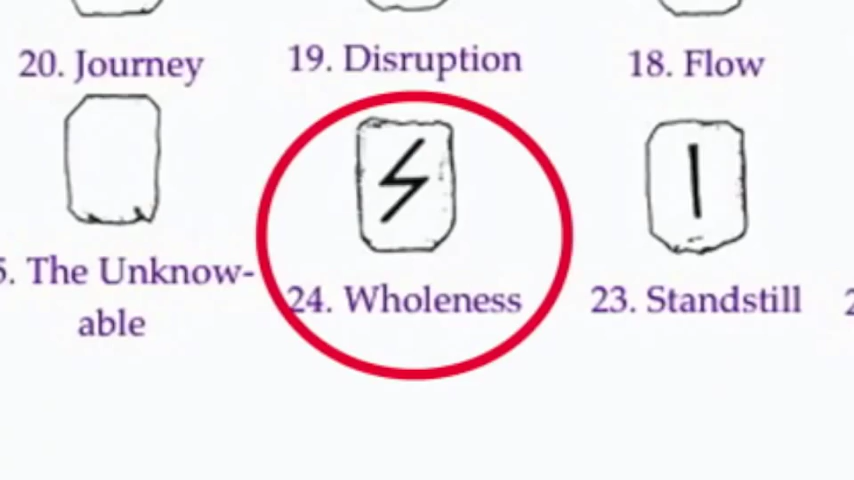 20. Journey 19. Disruption 18. Flow
. The Unknow- 24. Wholeness 23. Standstill
able